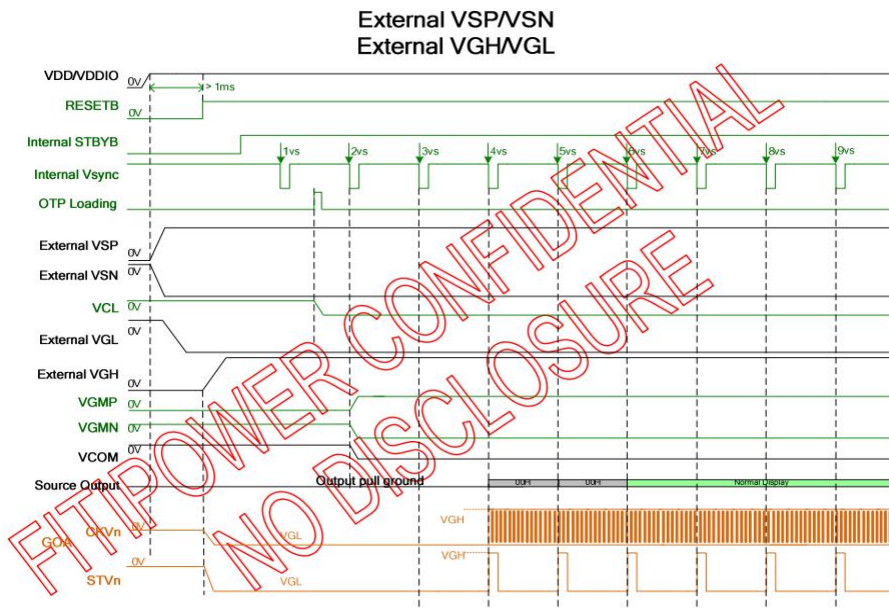 External VSP/VSN
External VGH/VGL
VDD/VDDIO 0V
> 1ms
RESETB 0V
Internal STBYB
1vs 2vs 3vs 4vs 5vs 6vs 7vs 8vs 9vs
Internal Vsync
OTP Loading
External VSP 0V
External VSN 0V
VCL 0V
External VGL 0V
External VGH 0V
VGMP 0V
VGMN 0V
VCOM 0V
Source Output Output pull ground 00H 00H Normal Display
GOA CKVn 0V VGL VGH
STVn 0V VGL VGH
FITIPOWER CONFIDENTIAL
NO DISCLOSURE